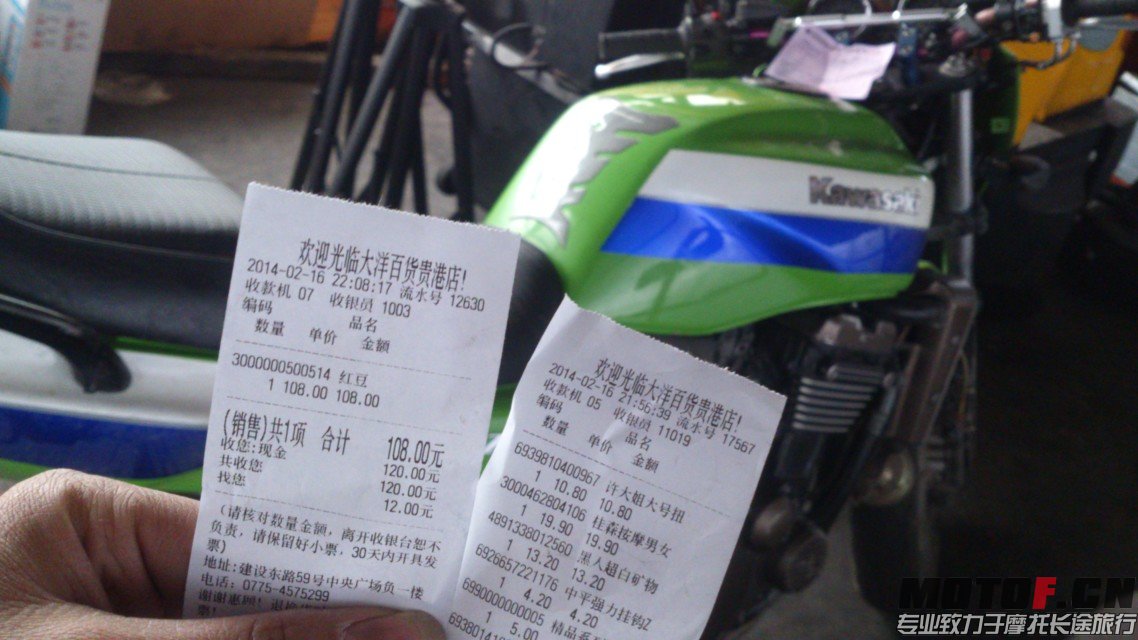 欢迎光临大洋百货贵港店!
2014-02-16 22:08:17 流水号 12630
收款机 07 收银员 1003
编码 品名
数量 单价 金额
3000000500514 红豆
1 108.00 108.00
(销售)共1项 合计 108.00元
收您:现金 120.00元
共收您 120.00元
找您 12.00元
(请核对数量金额,离开收银台恕不
负责,请保留好小票,30天内开具发
票)
地址:建设东路59号中央广场负一楼
电话:0775-4575299
谢谢惠顾!
票!
欢迎光临大洋百货贵港店!
2014-02-16 21:56:39 流水号 17567
收款机 05 收银员 11019
编码 品名
数量 单价 金额
6939810400967 许大姐大号扭
1 10.80 10.80
3000462804106 佳森按摩男女
1 19.90 19.90
4891338012560 黑人超白矿物
1 13.20 13.20
6926657221176 中平强力挂钩Z
1 4.20 4.20
6990000000005 精品系
1 5.00
Kawasaki
MOTOF.CN
专业致力于摩托长途旅行